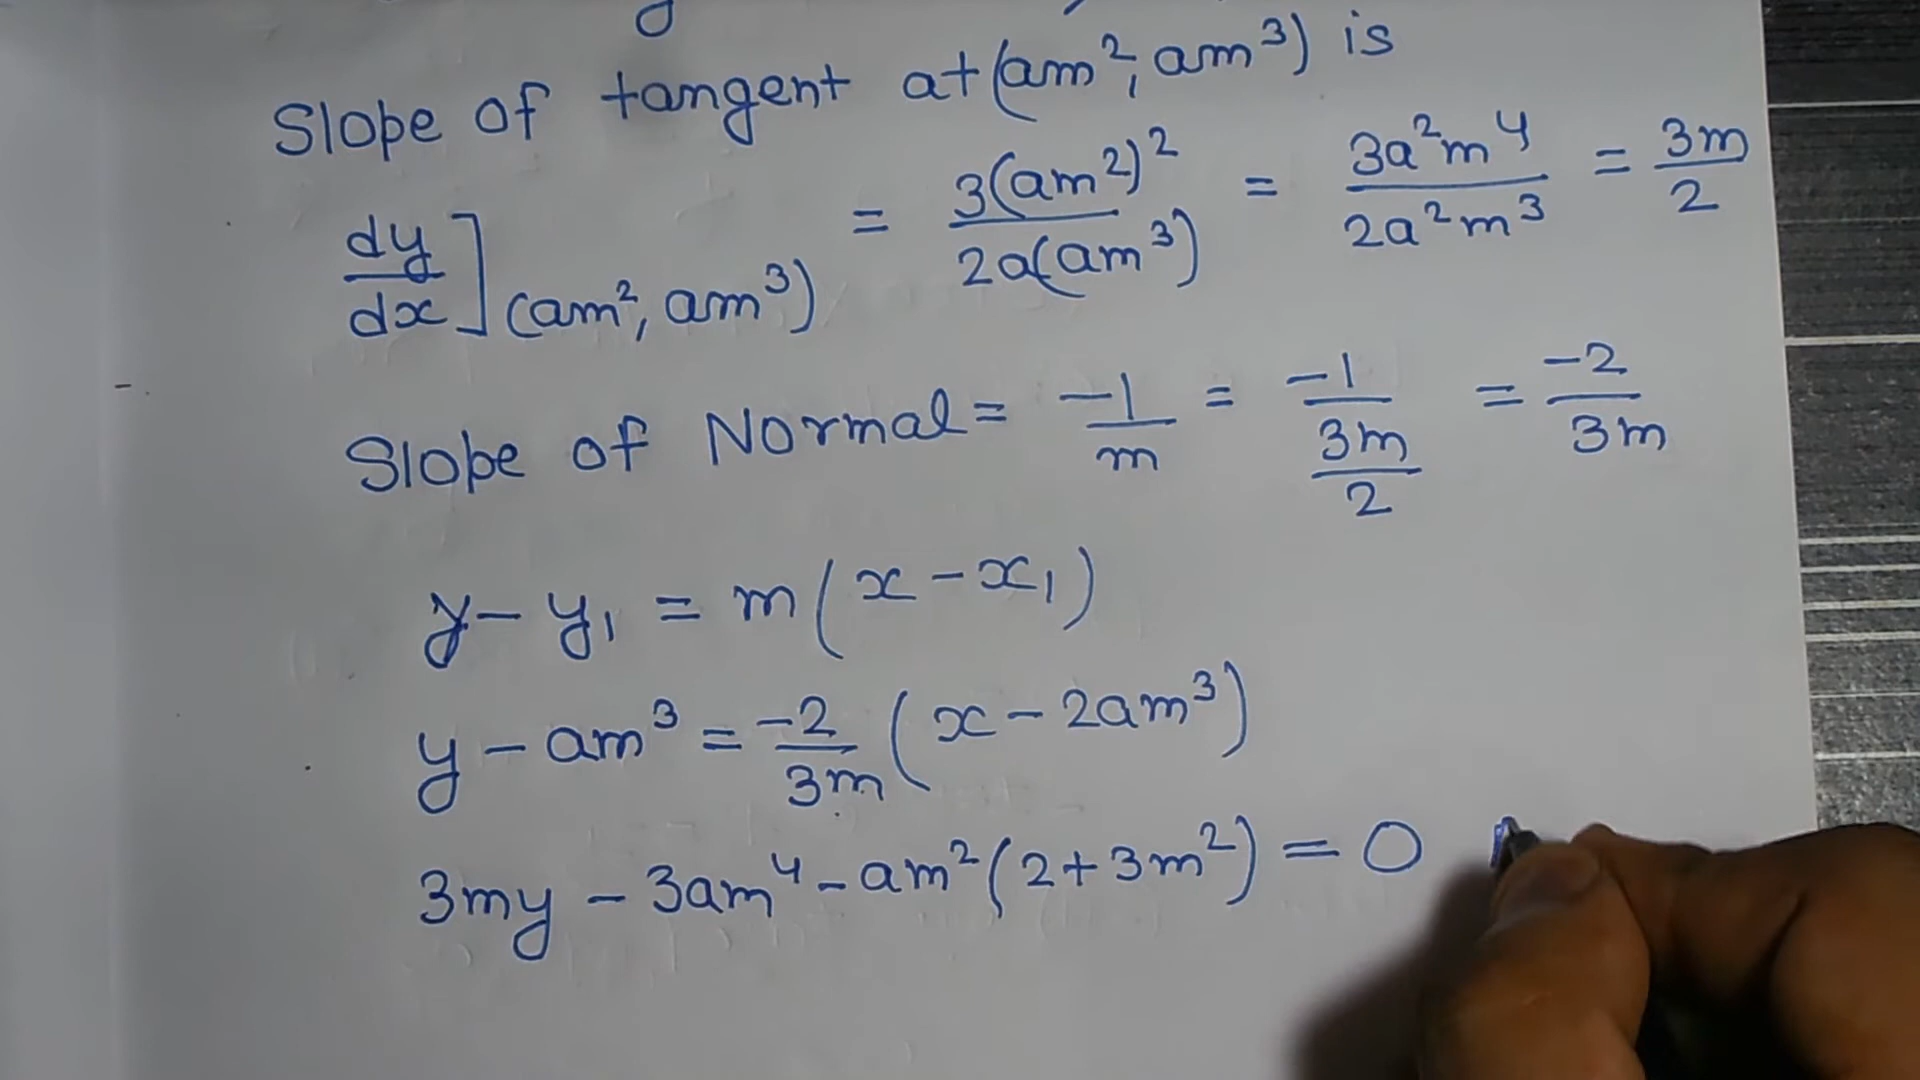 Slope of tangent at (am², am³) is
dy/dx](am², am³) = 3(am²)²/2a(am³) = 3a²m⁴/2a²m³ = 3m/2
Slope of Normal = -1/m = -1/(3m/2) = -2/3m
y - y₁ = m(x - x₁)
y - am³ = -2/3m (x - 2am³)
3my - 3am⁴ - am²(2 + 3m²) = 0